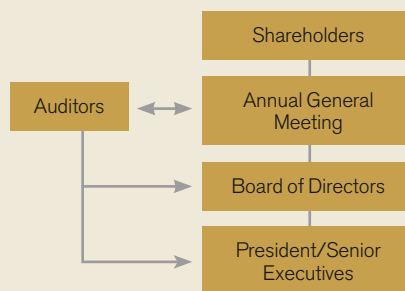 Shareholders
Auditors
Annual General
Meeting
Board of Directors
President/Senior
Executives